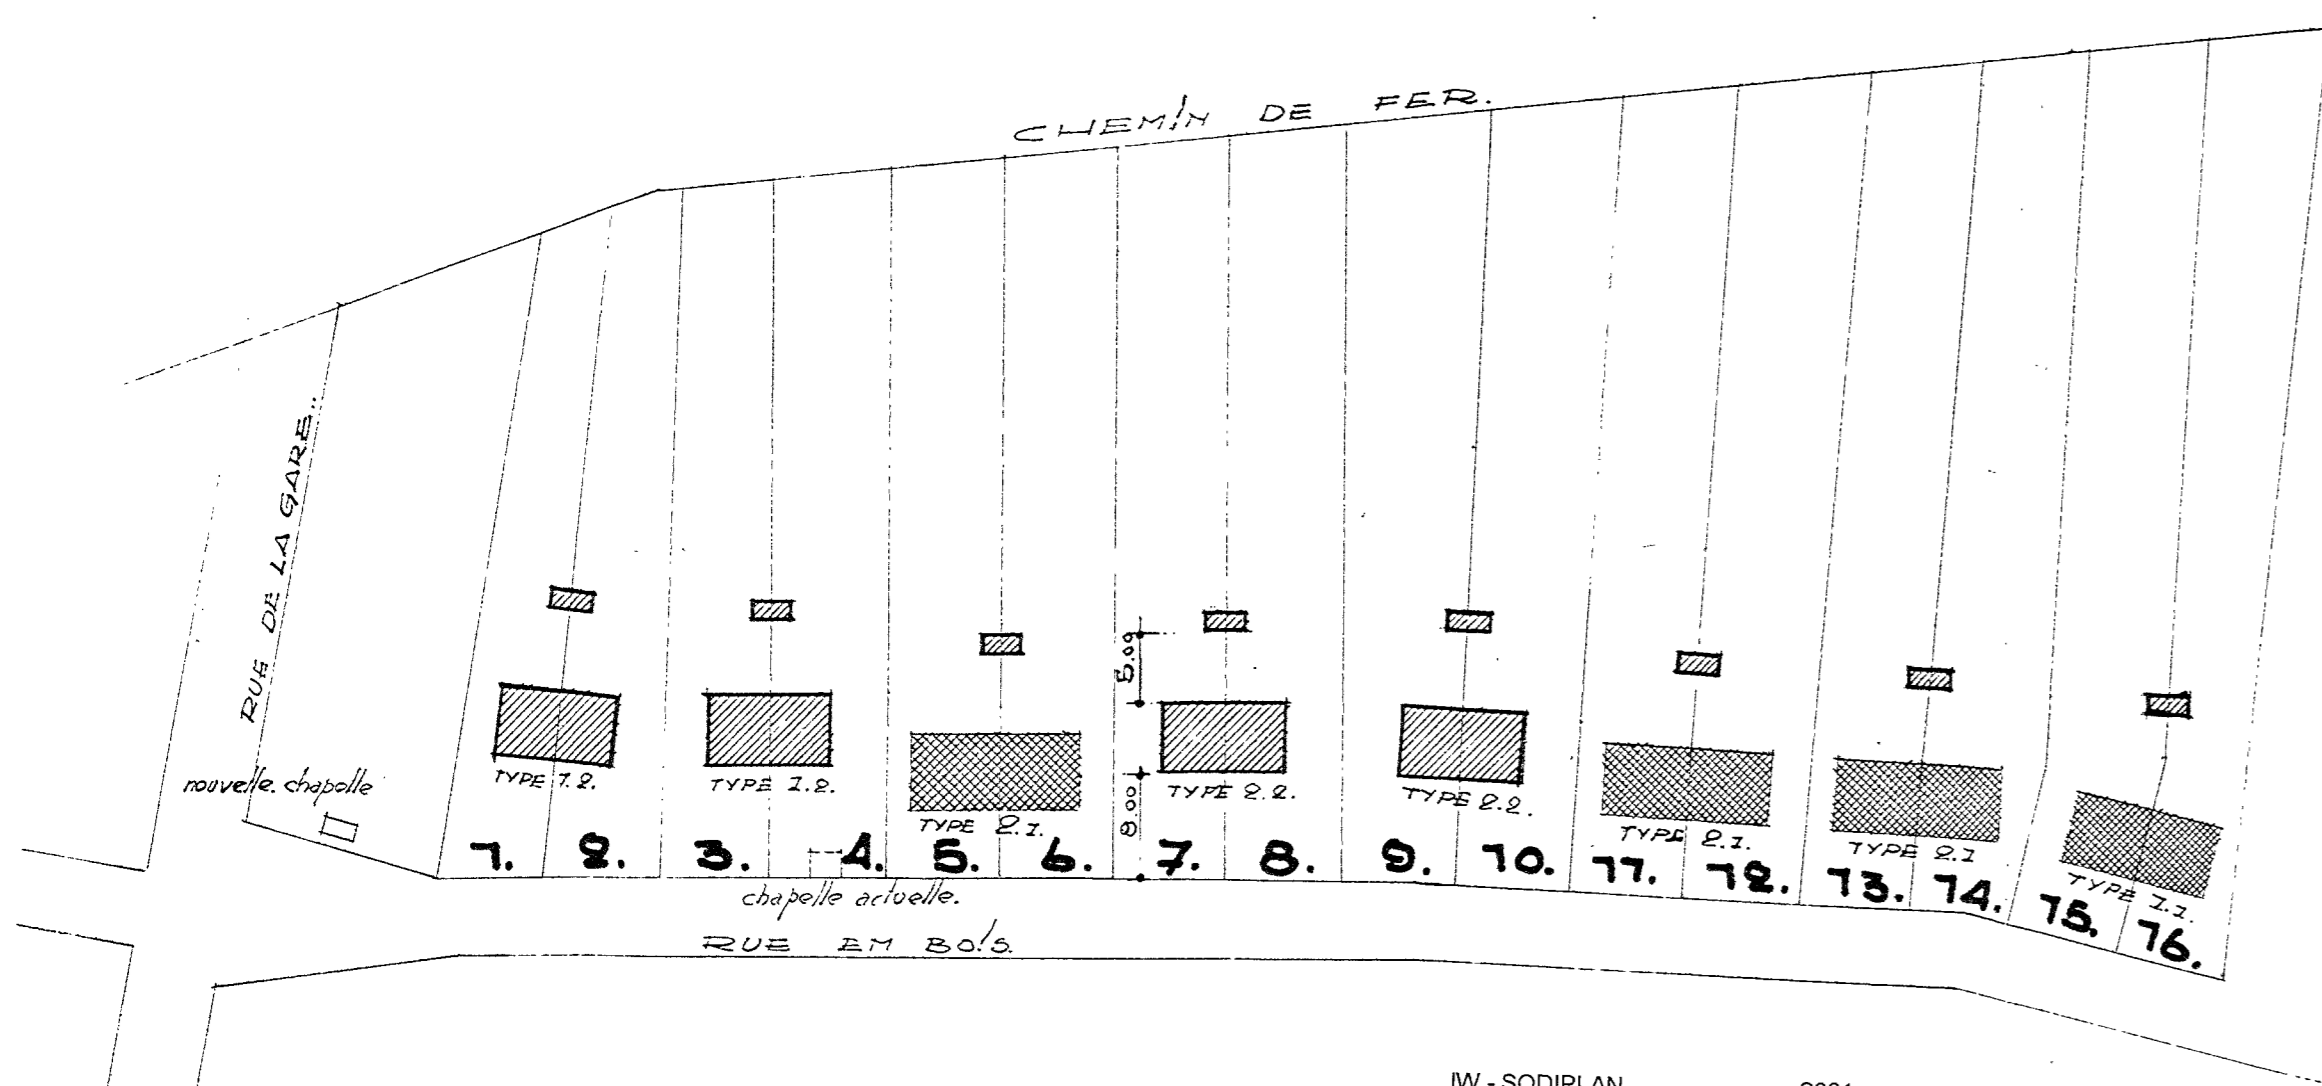 CHEMIN DE FER.
RUE DE LA GARE..
5.00
nouvelle. chapelle
TYPE 1.2.
TYPE 1.2.
TYPE 2.1.
TYPE 2.2.
TYPE 2.2.
TYPE 2.1.
TYPE 2.1
TYPE 1.1.
8.00
1. 2. 3. 4. 5. 6. 7. 8. 9. 10. 11. 12. 13. 14. 15. 16.
chapelle actuelle.
RUE EM BOIS.